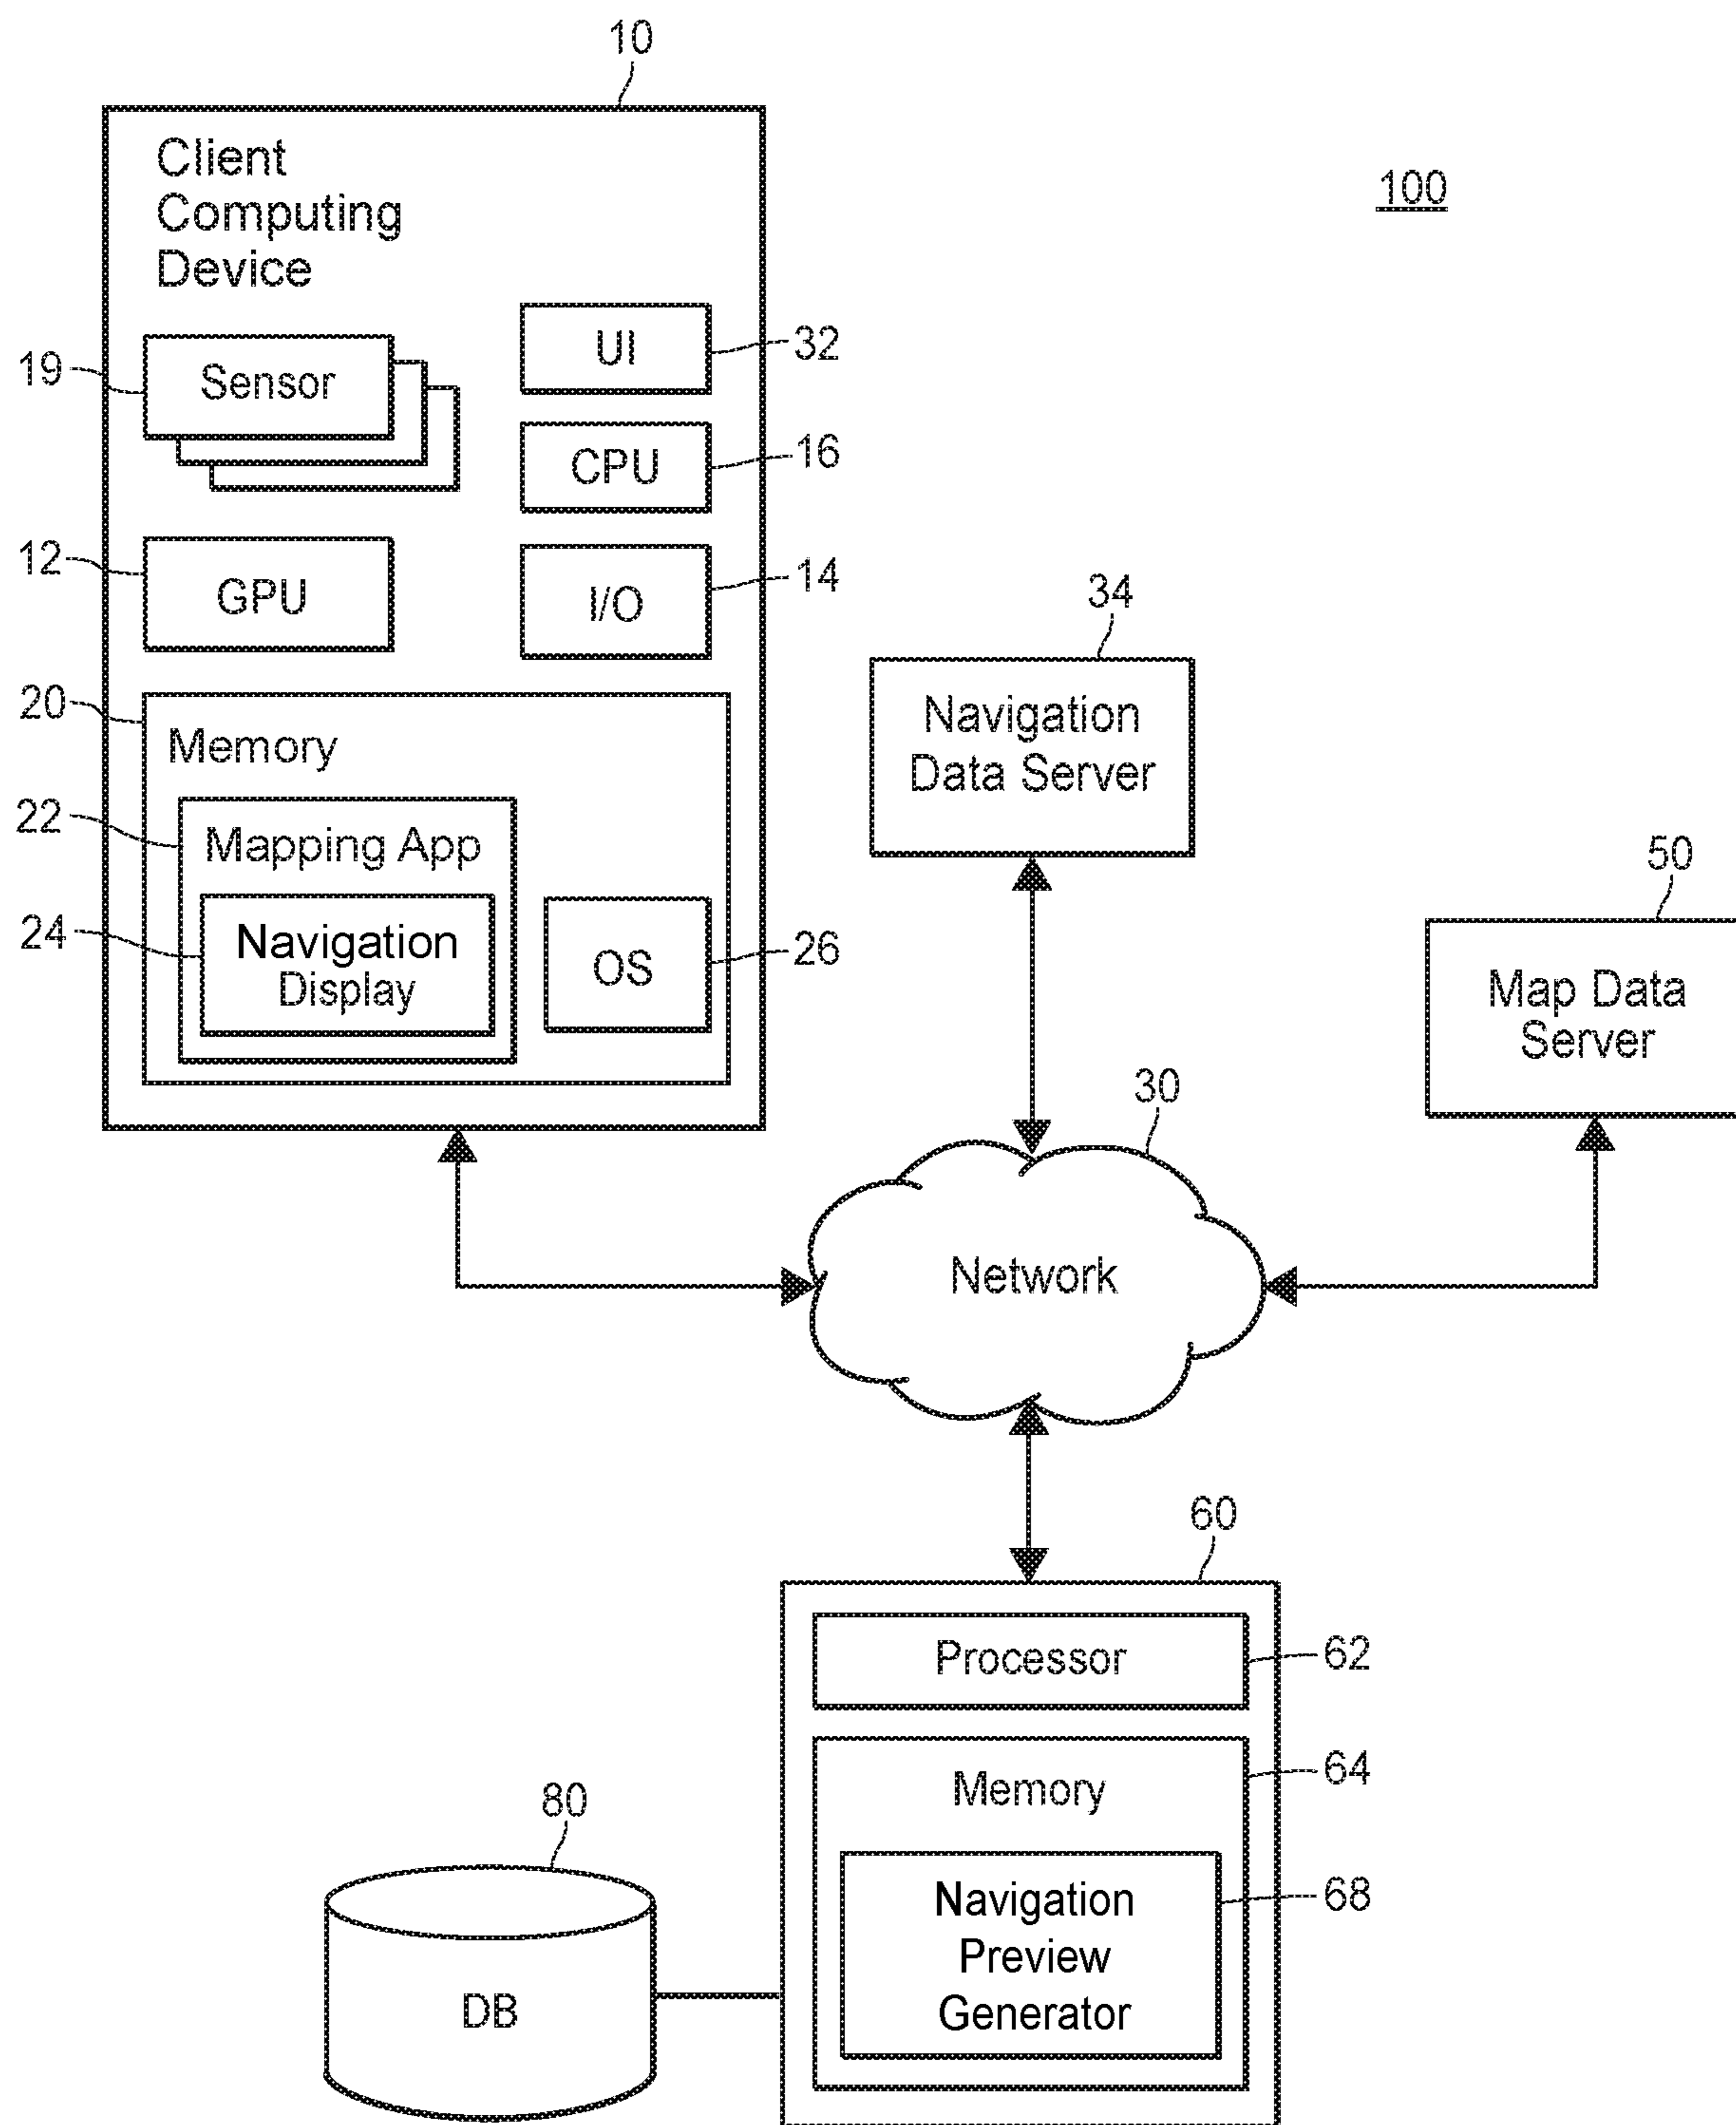 10
Client
Computing
Device
100
UI
32
19
Sensor
CPU
16
12
GPU
I/O
14
34
Navigation
Data Server
20
Memory
22
Mapping App
24
Navigation
Display
OS
26
50
Map Data
Server
30
Network
60
Processor
62
Memory
64
80
Navigation
Preview
Generator
68
DB